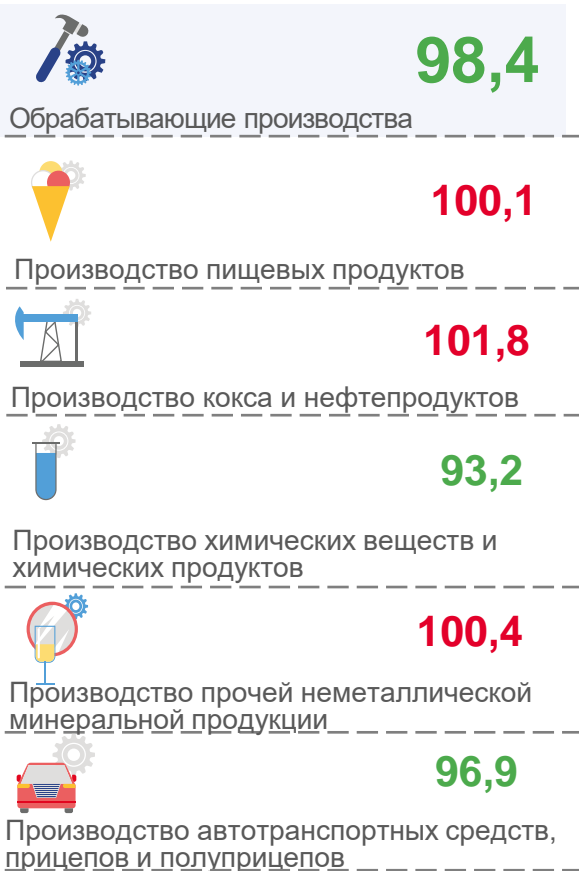 98,4
Обрабатывающие производства
100,1
Производство пищевых продуктов
101,8
Производство кокса и нефтепродуктов
93,2
Производство химических веществ и
химических продуктов
100,4
Производство прочей неметаллической
минеральной продукции
96,9
Производство автотранспортных средств,
прицепов и полуприцепов